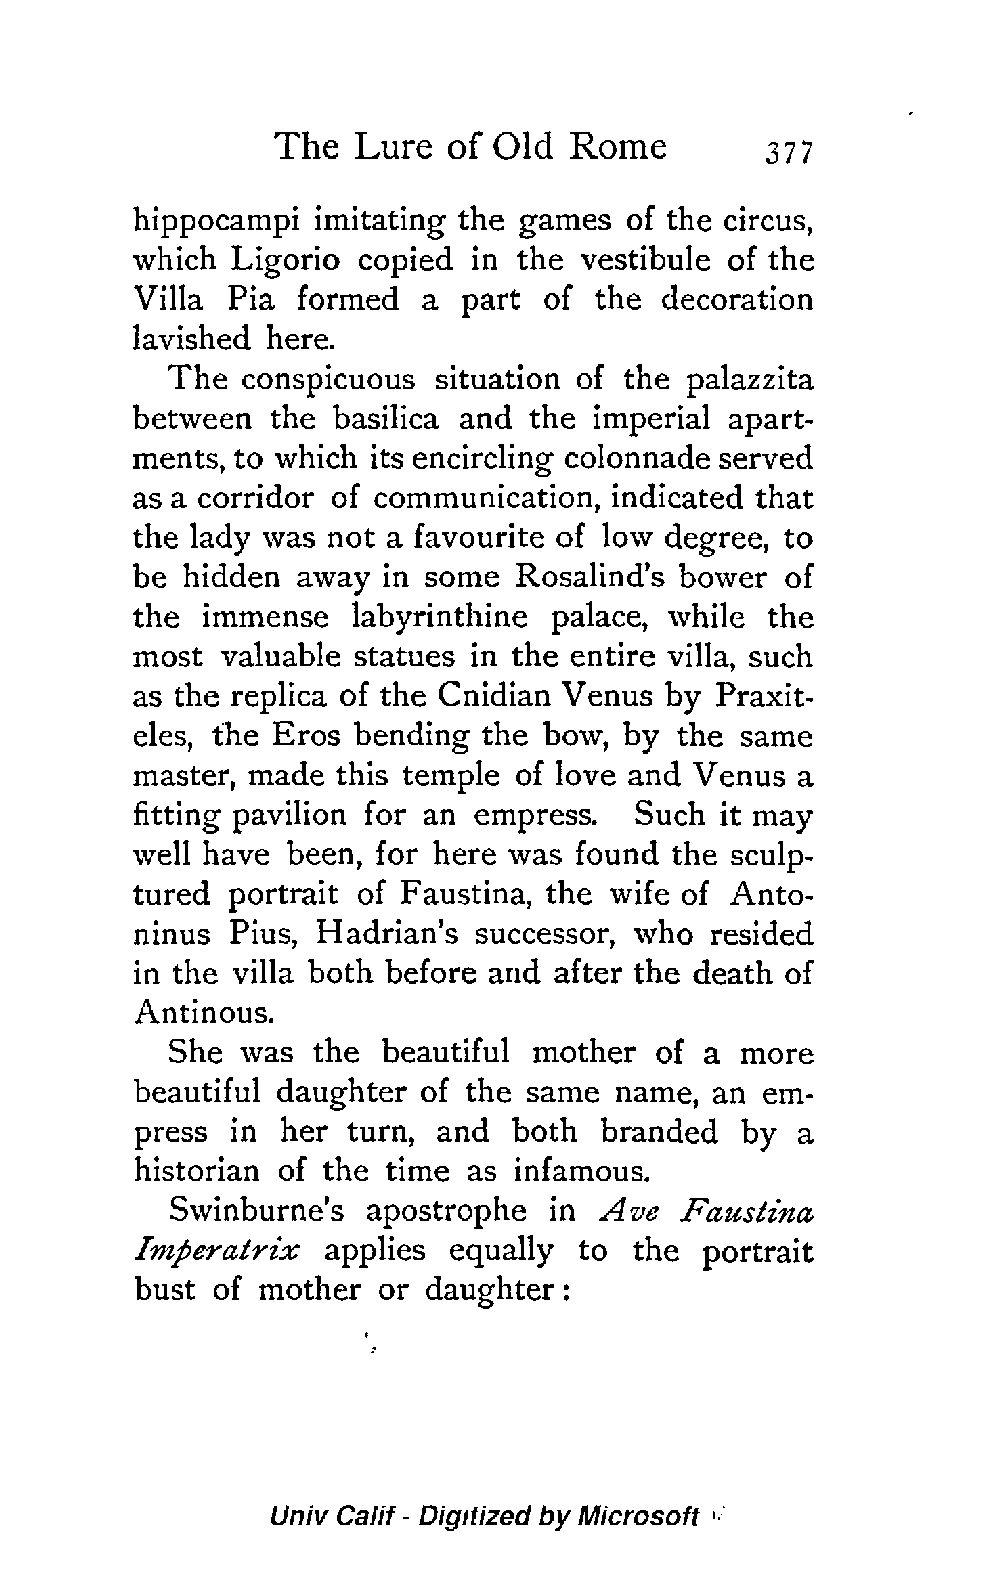 The Lure of Old Rome 377
hippocampi imitating the games of the circus,
which Ligorio copied in the vestibule of the
Villa Pia formed a part of the decoration
lavished here.
The conspicuous situation of the palazzita
between the basilica and the imperial apart-
ments, to which its encircling colonnade served
as a corridor of communication, indicated that
the lady was not a favourite of low degree, to
be hidden away in some Rosalind's bower of
the immense labyrinthine palace, while the
most valuable statues in the entire villa, such
as the replica of the Cnidian Venus by Praxit-
eles, the Eros bending the bow, by the same
master, made this temple of love and Venus a
fitting pavilion for an empress. Such it may
well have been, for here was found the sculp-
tured portrait of Faustina, the wife of Anto-
ninus Pius, Hadrian's successor, who resided
in the villa both before and after the death of
Antinous.
She was the beautiful mother of a more
beautiful daughter of the same name, an em-
press in her turn, and both branded by a
historian of the time as infamous.
Swinburne's apostrophe in Ave Faustina
Imperatrix applies equally to the portrait
bust of mother or daughter:
Univ Calif - Digitized by Microsoft